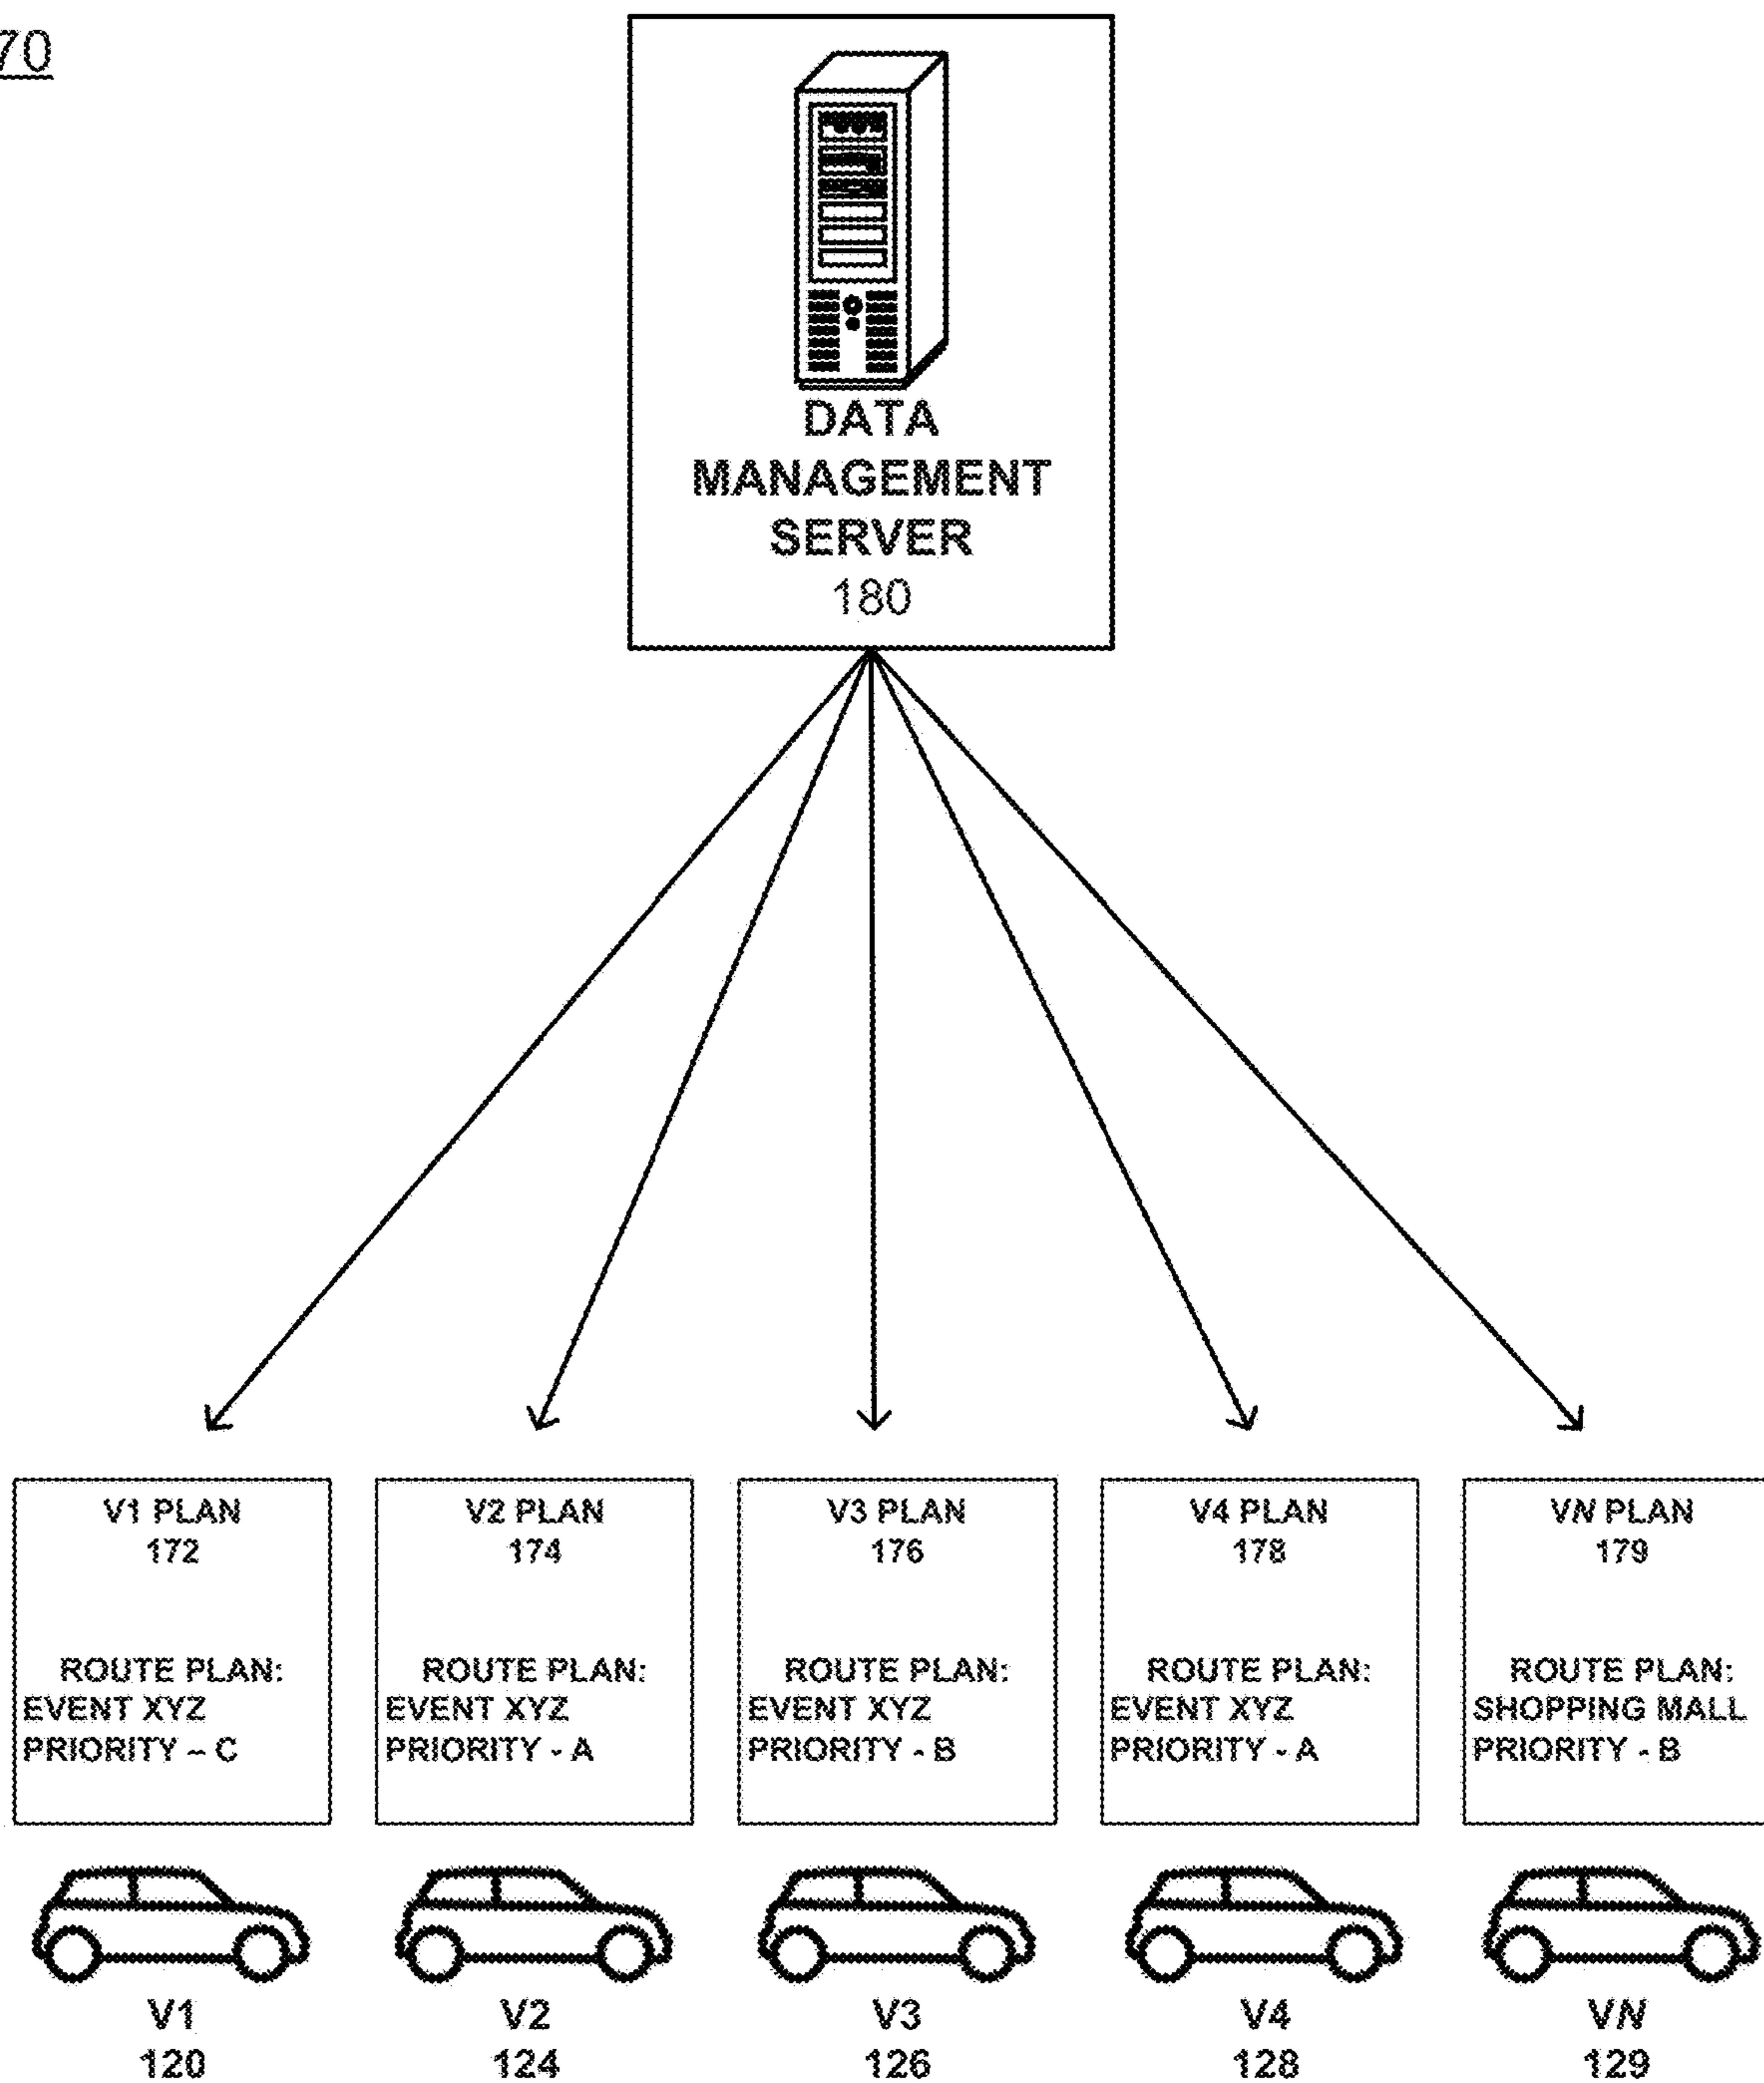 70
DATA
MANAGEMENT
SERVER
180
V1 PLAN
172
ROUTE PLAN:
EVENT XYZ
PRIORITY – C
V2 PLAN
174
ROUTE PLAN:
EVENT XYZ
PRIORITY - A
V3 PLAN
176
ROUTE PLAN:
EVENT XYZ
PRIORITY - B
V4 PLAN
178
ROUTE PLAN:
EVENT XYZ
PRIORITY - A
VN PLAN
179
ROUTE PLAN:
SHOPPING MALL
PRIORITY - B
V1
120
V2
124
V3
126
V4
128
VN
129